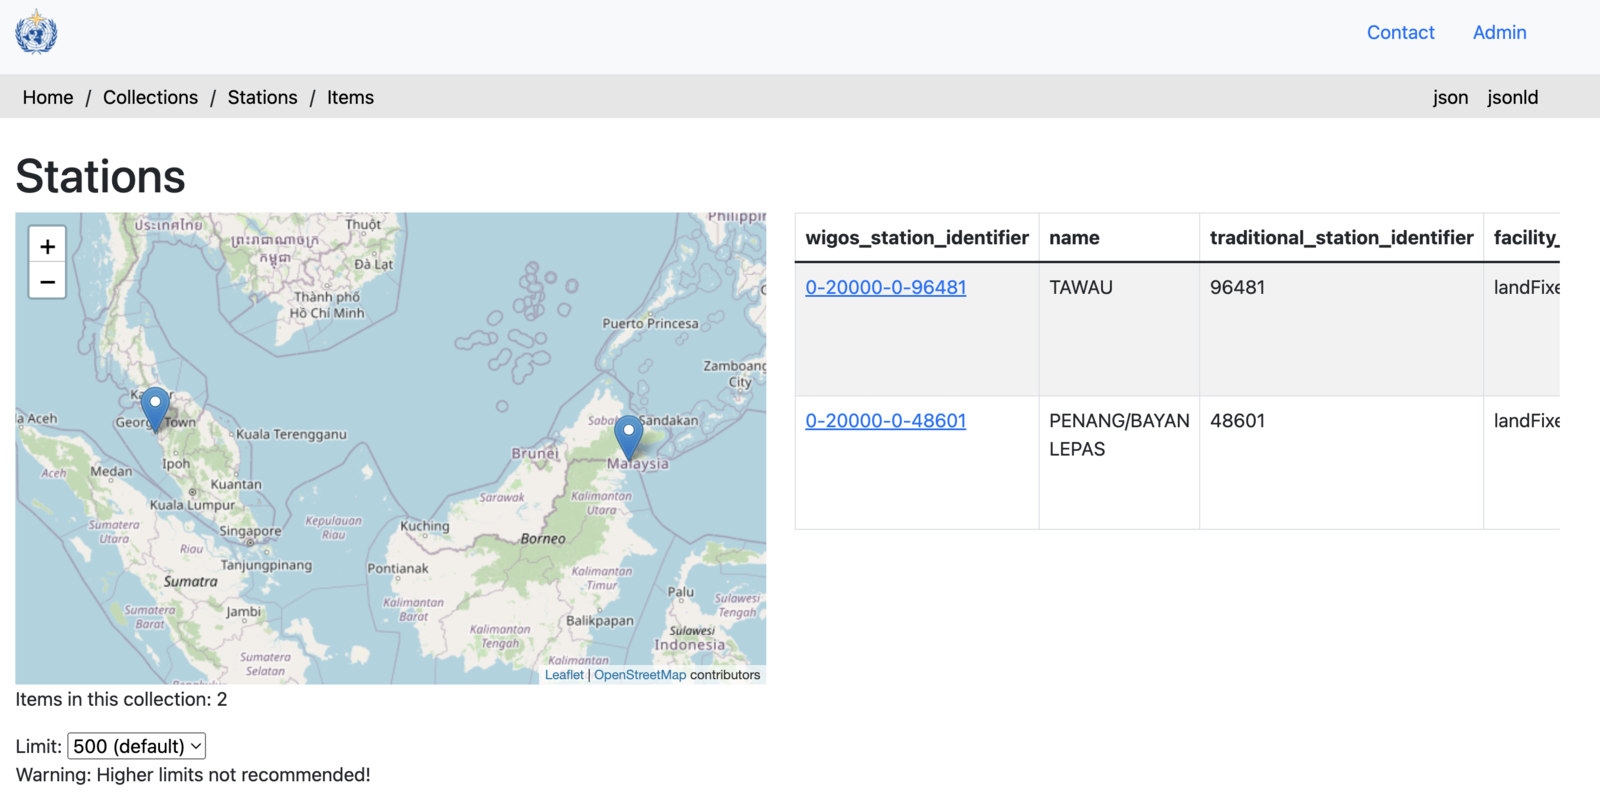 Contact Admin
Home / Collections / Stations / Items
json jsonld
Stations
+
−
ประเทศไทย
ព្រះរាជាណាចក្រ
កម្ពុជា
Thuột
Đà Lạt
Thành phố
Hồ Chí Minh
Philippin
Puerto Princesa
Zamboang
City
George Town
Kuala Terengganu
Ipoh
a Aceh
Aceh
Medan
Kuantan
Kuala Lumpur
Sumatera
Utara
Singapore
Kepulauan
Riau
Riau
Tanjungpinang
Sumatra
Sumatera
Barat
Jambi
Sumatera
Selatan
Sabah
Sandakan
Brunei
Malaysia
Sarawak
Kalimantan
Utara
Kuching
Borneo
Pontianak
Kalimantan
Timur
Kalimantan
Barat
Palu
Sulawesi
Tengah
Balikpapan
Kalimantan
Tengah
Sulawesi
Indonesia
Kalimantan
Leaflet | OpenStreetMap contributors
wigos_station_identifier name traditional_station_identifier facility_
0-20000-0-96481 TAWAU 96481 landFixe
0-20000-0-48601 PENANG/BAYAN 48601 landFixe
LEPAS
Items in this collection: 2
Limit: 500 (default)
Warning: Higher limits not recommended!